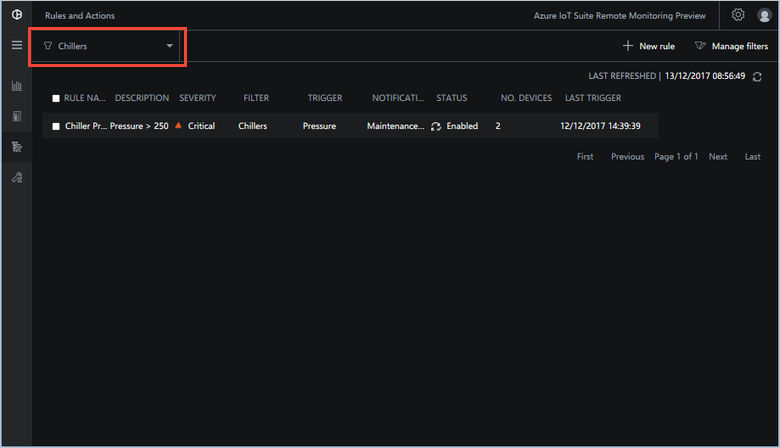 Rules and Actions
Azure IoT Suite Remote Monitoring Preview
Chillers
New rule
Manage filters
LAST REFRESHED | 13/12/2017 08:56:49
RULE NA... DESCRIPTION SEVERITY FILTER TRIGGER NOTIFICATI... STATUS NO. DEVICES LAST TRIGGER
Chiller Pr... Pressure > 250 Critical Chillers Pressure Maintenance... Enabled 2 12/12/2017 14:39:39
First Previous Page 1 of 1 Next Last